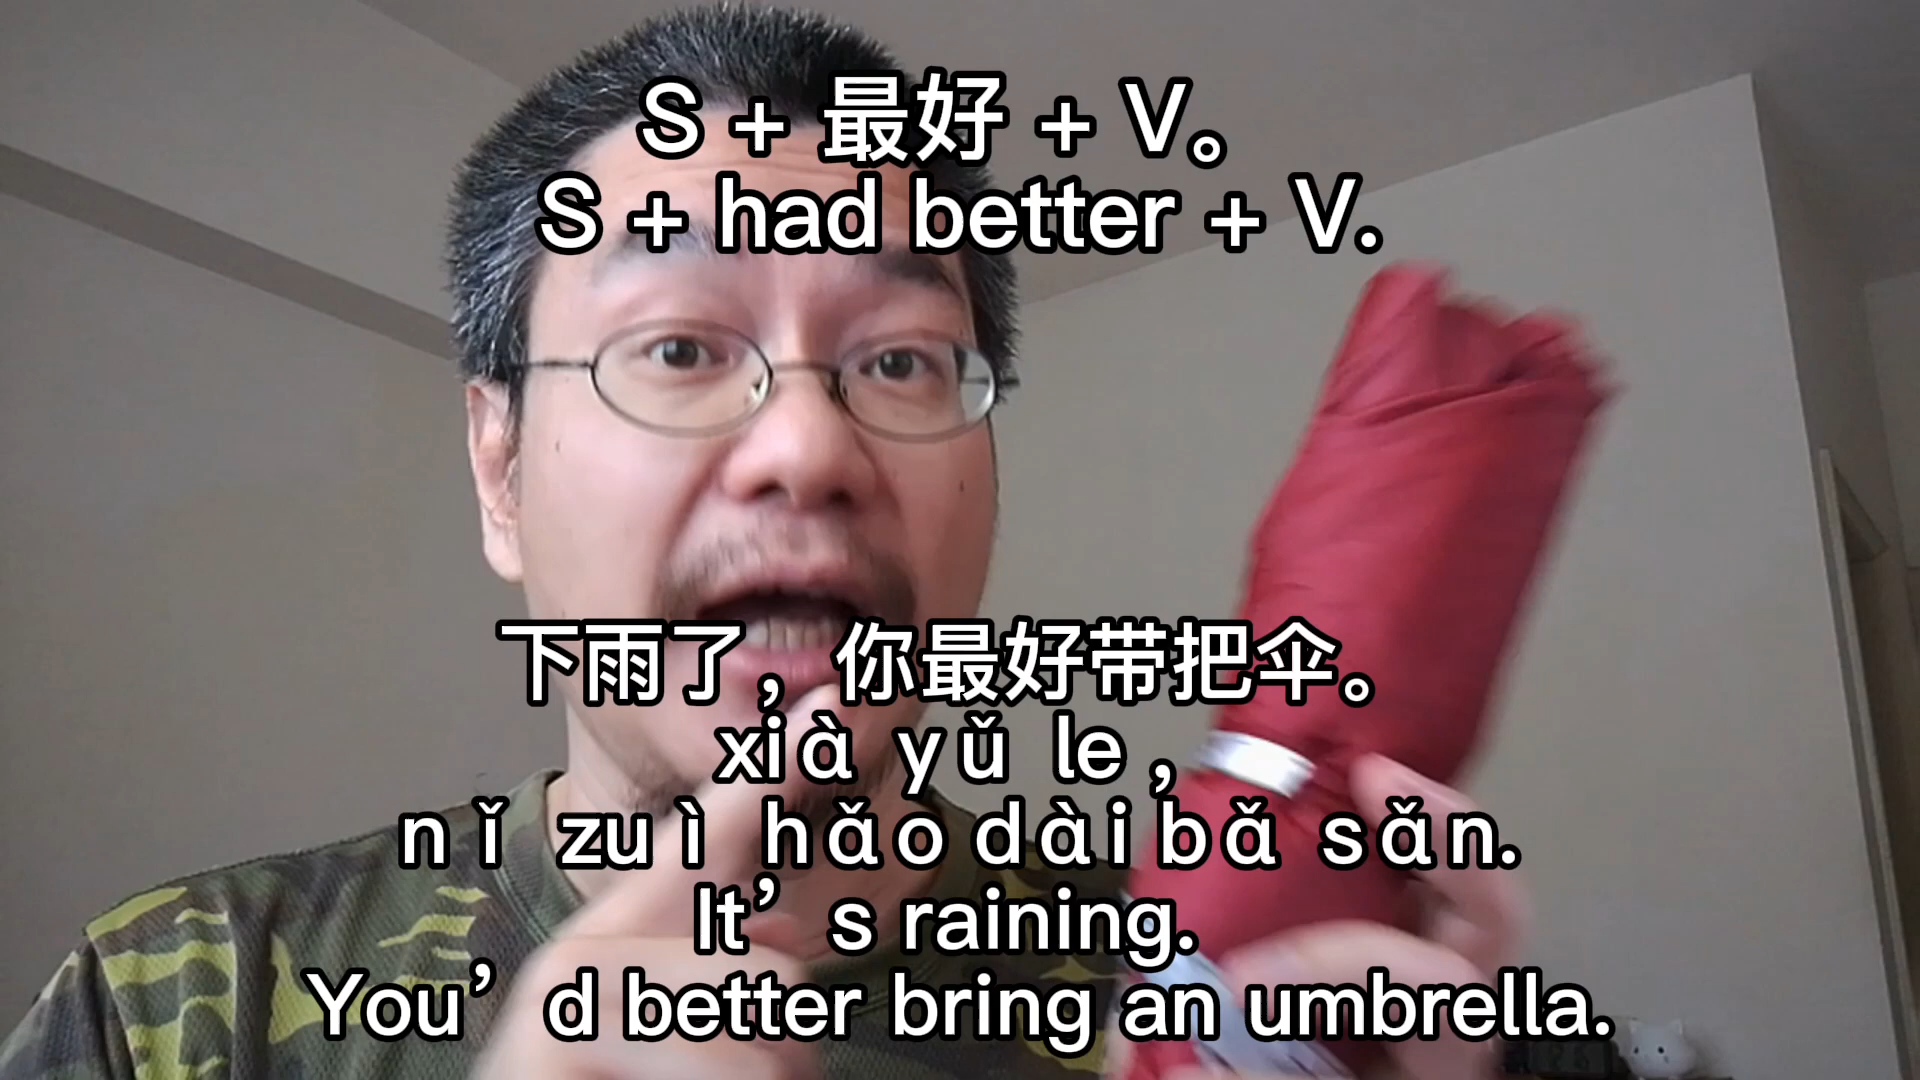 S + 最好 + V。
S + had better + V.
下雨了，你最好带把伞。
xià yǔ le，
nǐ zuì hǎo dài bǎ sǎn.
It’s raining.
You’d better bring an umbrella.